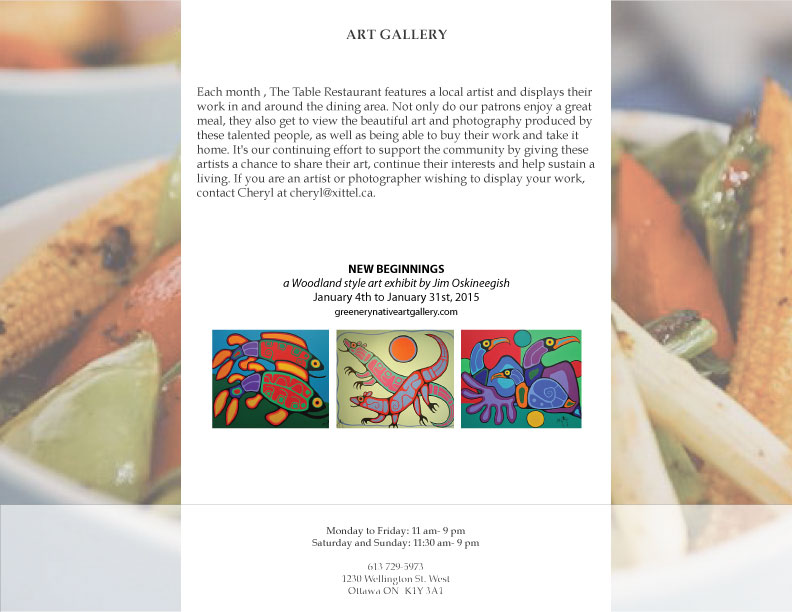 ART GALLERY
Each month , The Table Restaurant features a local artist and displays their
work in and around the dining area. Not only do our patrons enjoy a great
meal, they also get to view the beautiful art and photography produced by
these talented people, as well as being able to buy their work and take it
home. It's our continuing effort to support the community by giving these
artists a chance to share their art, continue their interests and help sustain a
living. If you are an artist or photographer wishing to display your work,
contact Cheryl at cheryl@xittel.ca.
NEW BEGINNINGS
a Woodland style art exhibit by Jim Oskineegish
January 4th to January 31st, 2015
greenerynativeartgallery.com
Monday to Friday: 11 am- 9 pm
Saturday and Sunday: 11:30 am- 9 pm
613 729-5973
1230 Wellington St. West
Ottawa ON  K1Y 3A1